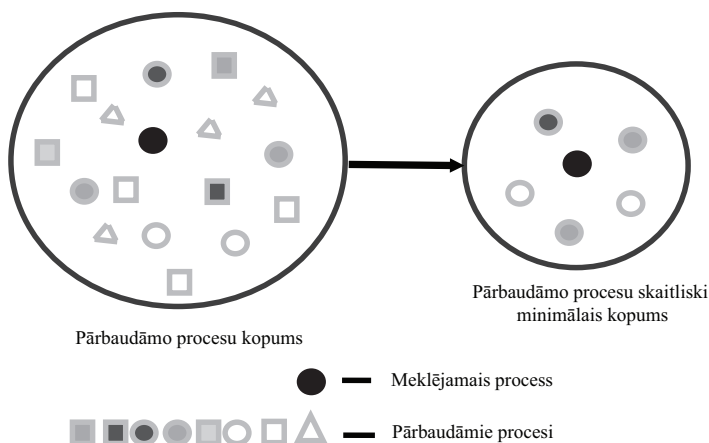 Pārbaudāmo procesu kopums
Pārbaudāmo procesu skaitliski
minimālais kopums
Meklējamais process
Pārbaudāmie procesi